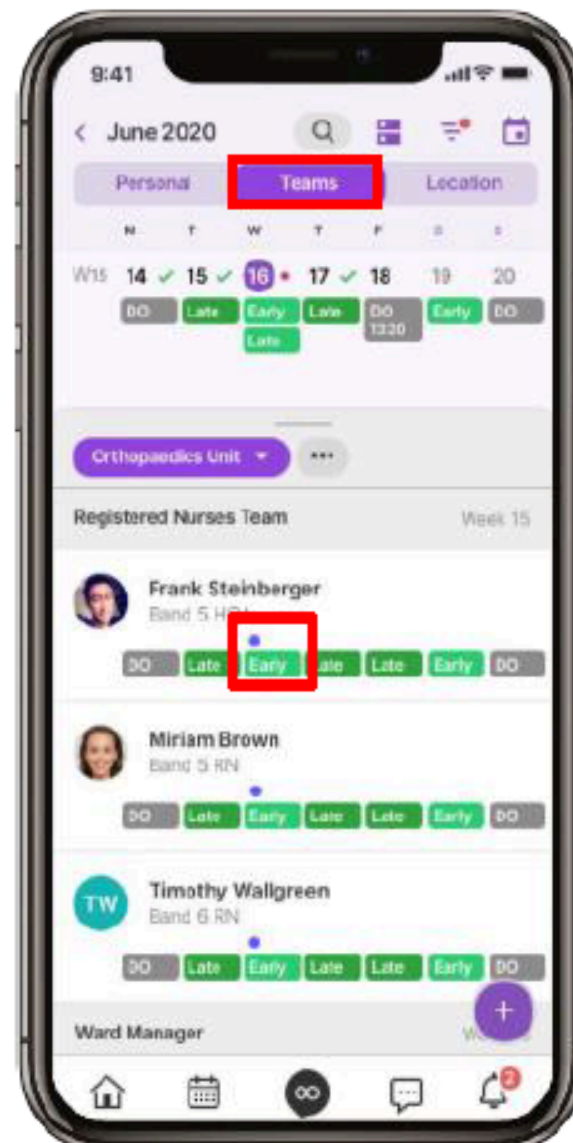 9:41
June 2020
Personal Teams Location
M T W T F S S
W15 14 15 16 17 18 19 20
DO Late Early Late DO Early DO
Late 1320
Orthopaedics Unit
Registered Nurses Team Week 15
Frank Steinberger
Band 5
DO Late Early Late Late Early DO
Miriam Brown
Band 5 RN
DO Late Early Late Late Early DO
TW Timothy Wallgreen
Band 6 RN
DO Late Early Late Late Early DO
Ward Manager
2